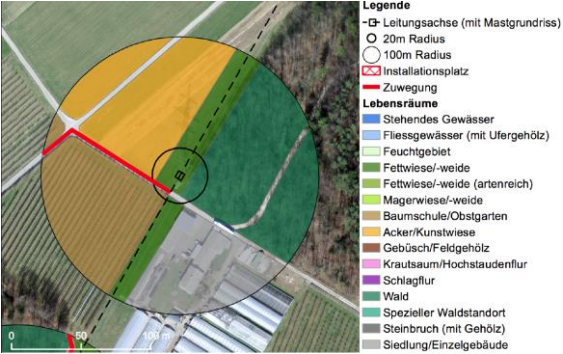 Legende
Leitungsachse (mit Mastgrundriss)
20m Radius
100m Radius
Installationsplatz
Zuwegung
Lebensräume
Stehendes Gewässer
Fliessgewässer (mit Ufergehölz)
Feuchtgebiet
Fettwiese/-weide
Fettwiese/-weide (artenreich)
Magerwiese/-weide
Baumschule/Obstgarten
Acker/Kunstwiese
Gebüsch/Feldgehölz
Krautsaum/Hochstaudenflur
Schlagflur
Wald
Spezieller Waldstandort
Steinbruch (mit Gehölz)
Siedlung/Einzelgebäude
0 50 100 m